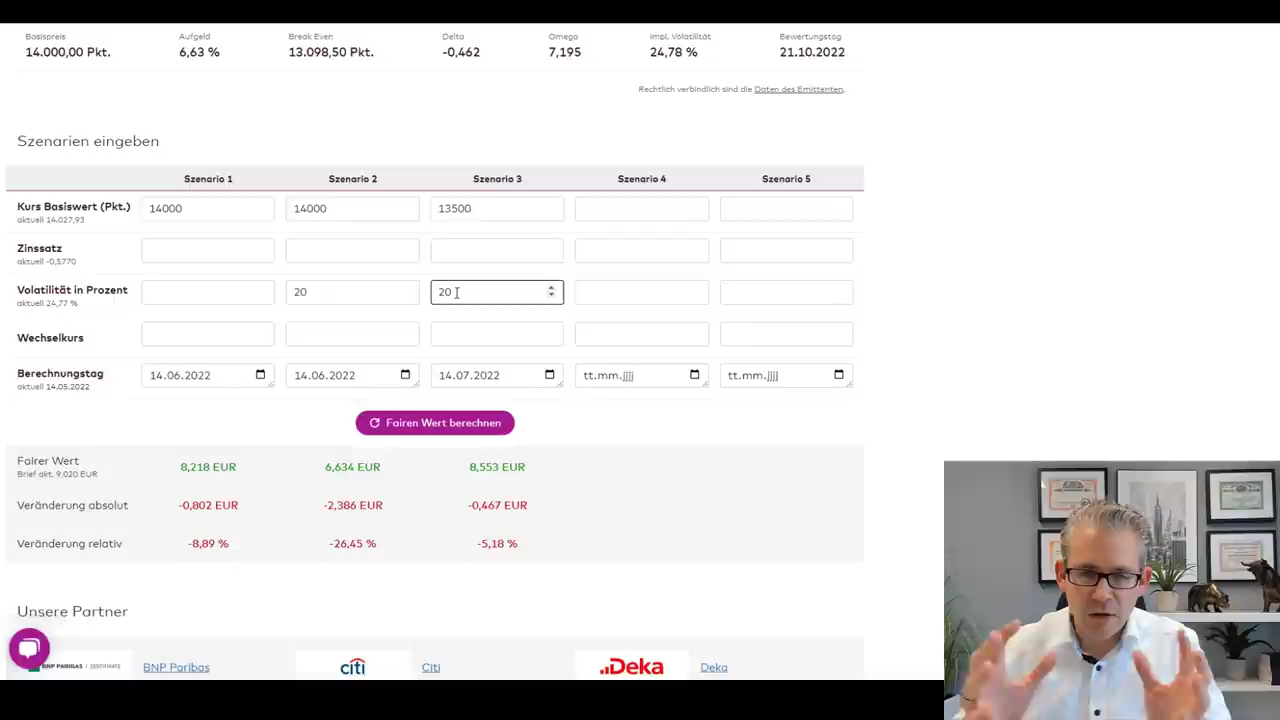 Basispreis Aufgeld Break Even Delta Omega Impl. Volatilität Bewertungstag
14.000,00 Pkt. 6,63 % 13.098,50 Pkt. -0,462 7,195 24,78 % 21.10.2022
Rechtlich verbindlich sind die Daten des Emittenten.
Szenarien eingeben
Szenario 1 Szenario 2 Szenario 3 Szenario 4 Szenario 5
Kurs Basiswert (Pkt.) 14000 14000 13500
aktuell 14.027,93
Zinssatz
aktuell -0,5770
Volatilität in Prozent 20 20
aktuell 24,77 %
Wechselkurs
Berechnungstag 14.06.2022 14.06.2022 14.07.2022 tt.mm.jjjj tt.mm.jjjj
aktuell 14.05.2022
Fairen Wert berechnen
Fairer Wert 8,218 EUR 6,634 EUR 8,553 EUR
Brief akt. 9,020 EUR
Veränderung absolut -0,802 EUR -2,386 EUR -0,467 EUR
Veränderung relativ -8,89 % -26,45 % -5,18 %
Unsere Partner
BNP PARIBAS | ZERTIFIKATE BNP Paribas citi Citi .Deka Deka